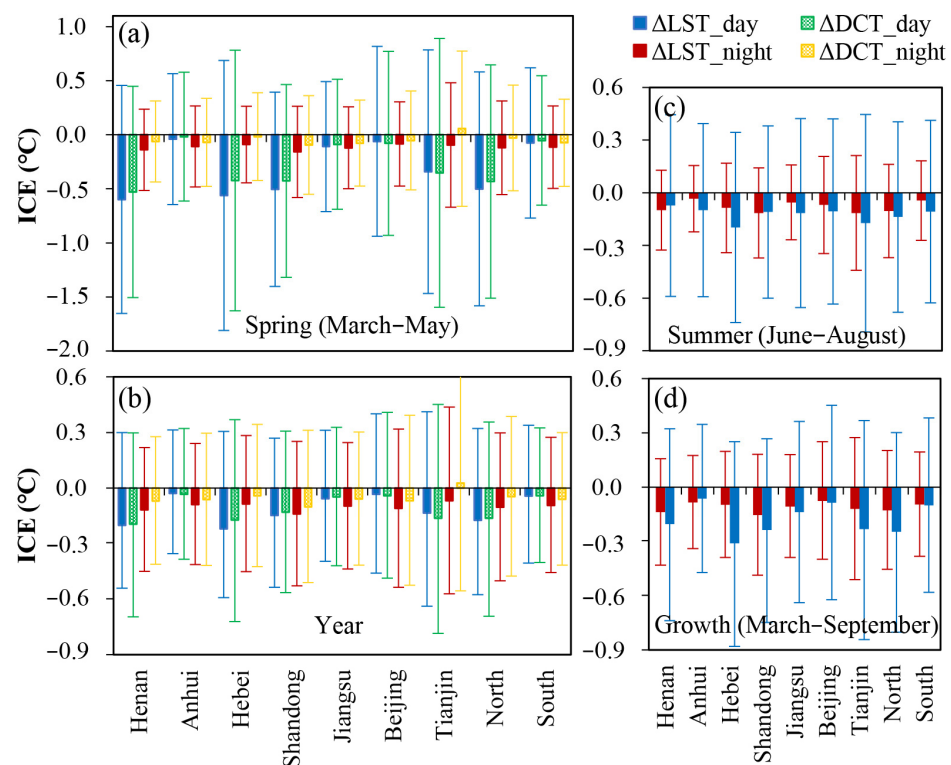 ΔLST_day
ΔDCT_day
ΔLST_night
ΔDCT_night
(a)
ICE (°C)
1.0
0.5
0.0
−0.5
−1.0
−1.5
−2.0
Spring (March−May)
(c)
0.6
0.3
0.0
−0.3
−0.6
−0.9
Summer (June−August)
(b)
ICE (°C)
0.6
0.3
0.0
−0.3
−0.6
−0.9
Year
Henan
Anhui
Hebei
Shandong
Jiangsu
Beijing
Tianjin
North
South
(d)
0.6
0.3
0.0
−0.3
−0.6
−0.9
Growth (March−September)
Henan
Anhui
Hebei
Shandong
Jiangsu
Beijing
Tianjin
North
South